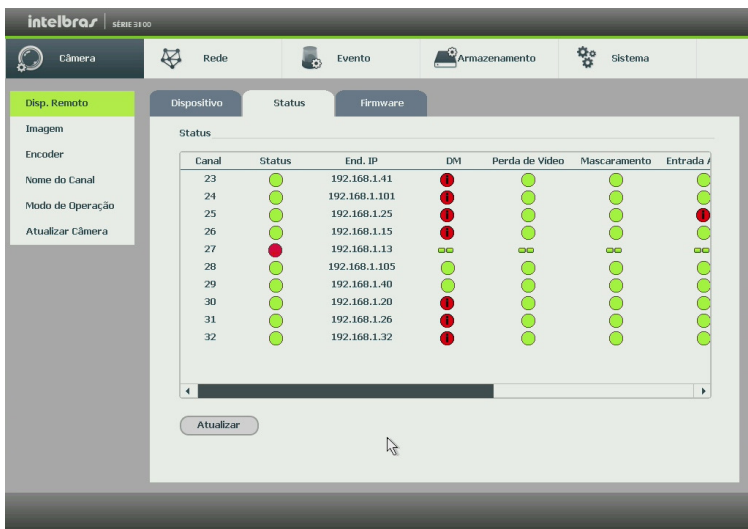 intelbras SÉRIE 3100
Câmera Rede Evento Armazenamento Sistema
Disp. Remoto
Imagem
Encoder
Nome do Canal
Modo de Operação
Atualizar Câmera
Dispositivo Status Firmware
Status
Canal Status End. IP DM Perda de Vídeo Mascaramento Entrada A
23 192.168.1.41
24 192.168.1.101
25 192.168.1.25
26 192.168.1.15
27 192.168.1.13
28 192.168.1.105
29 192.168.1.40
30 192.168.1.20
31 192.168.1.26
32 192.168.1.32
Atualizar